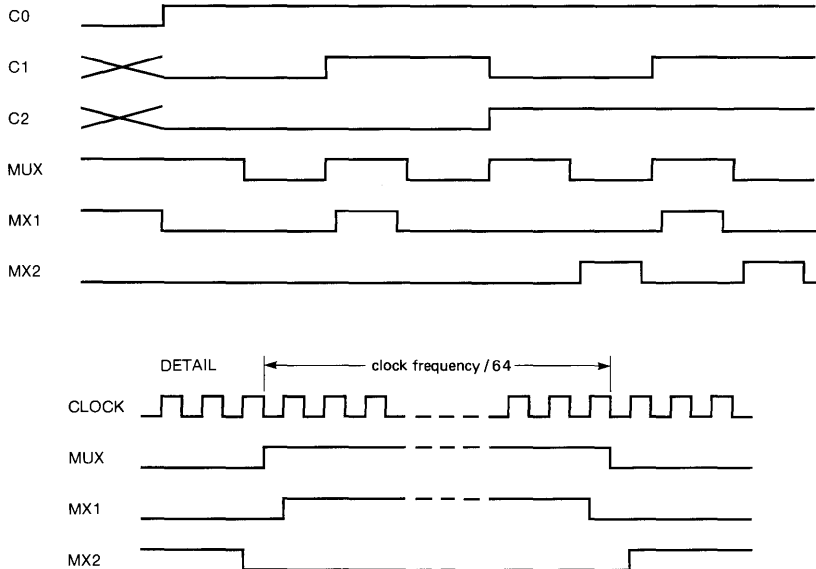 C0
C1
C2
MUX
MX1
MX2
DETAIL
clock frequency/64
CLOCK
MUX
MX1
MX2